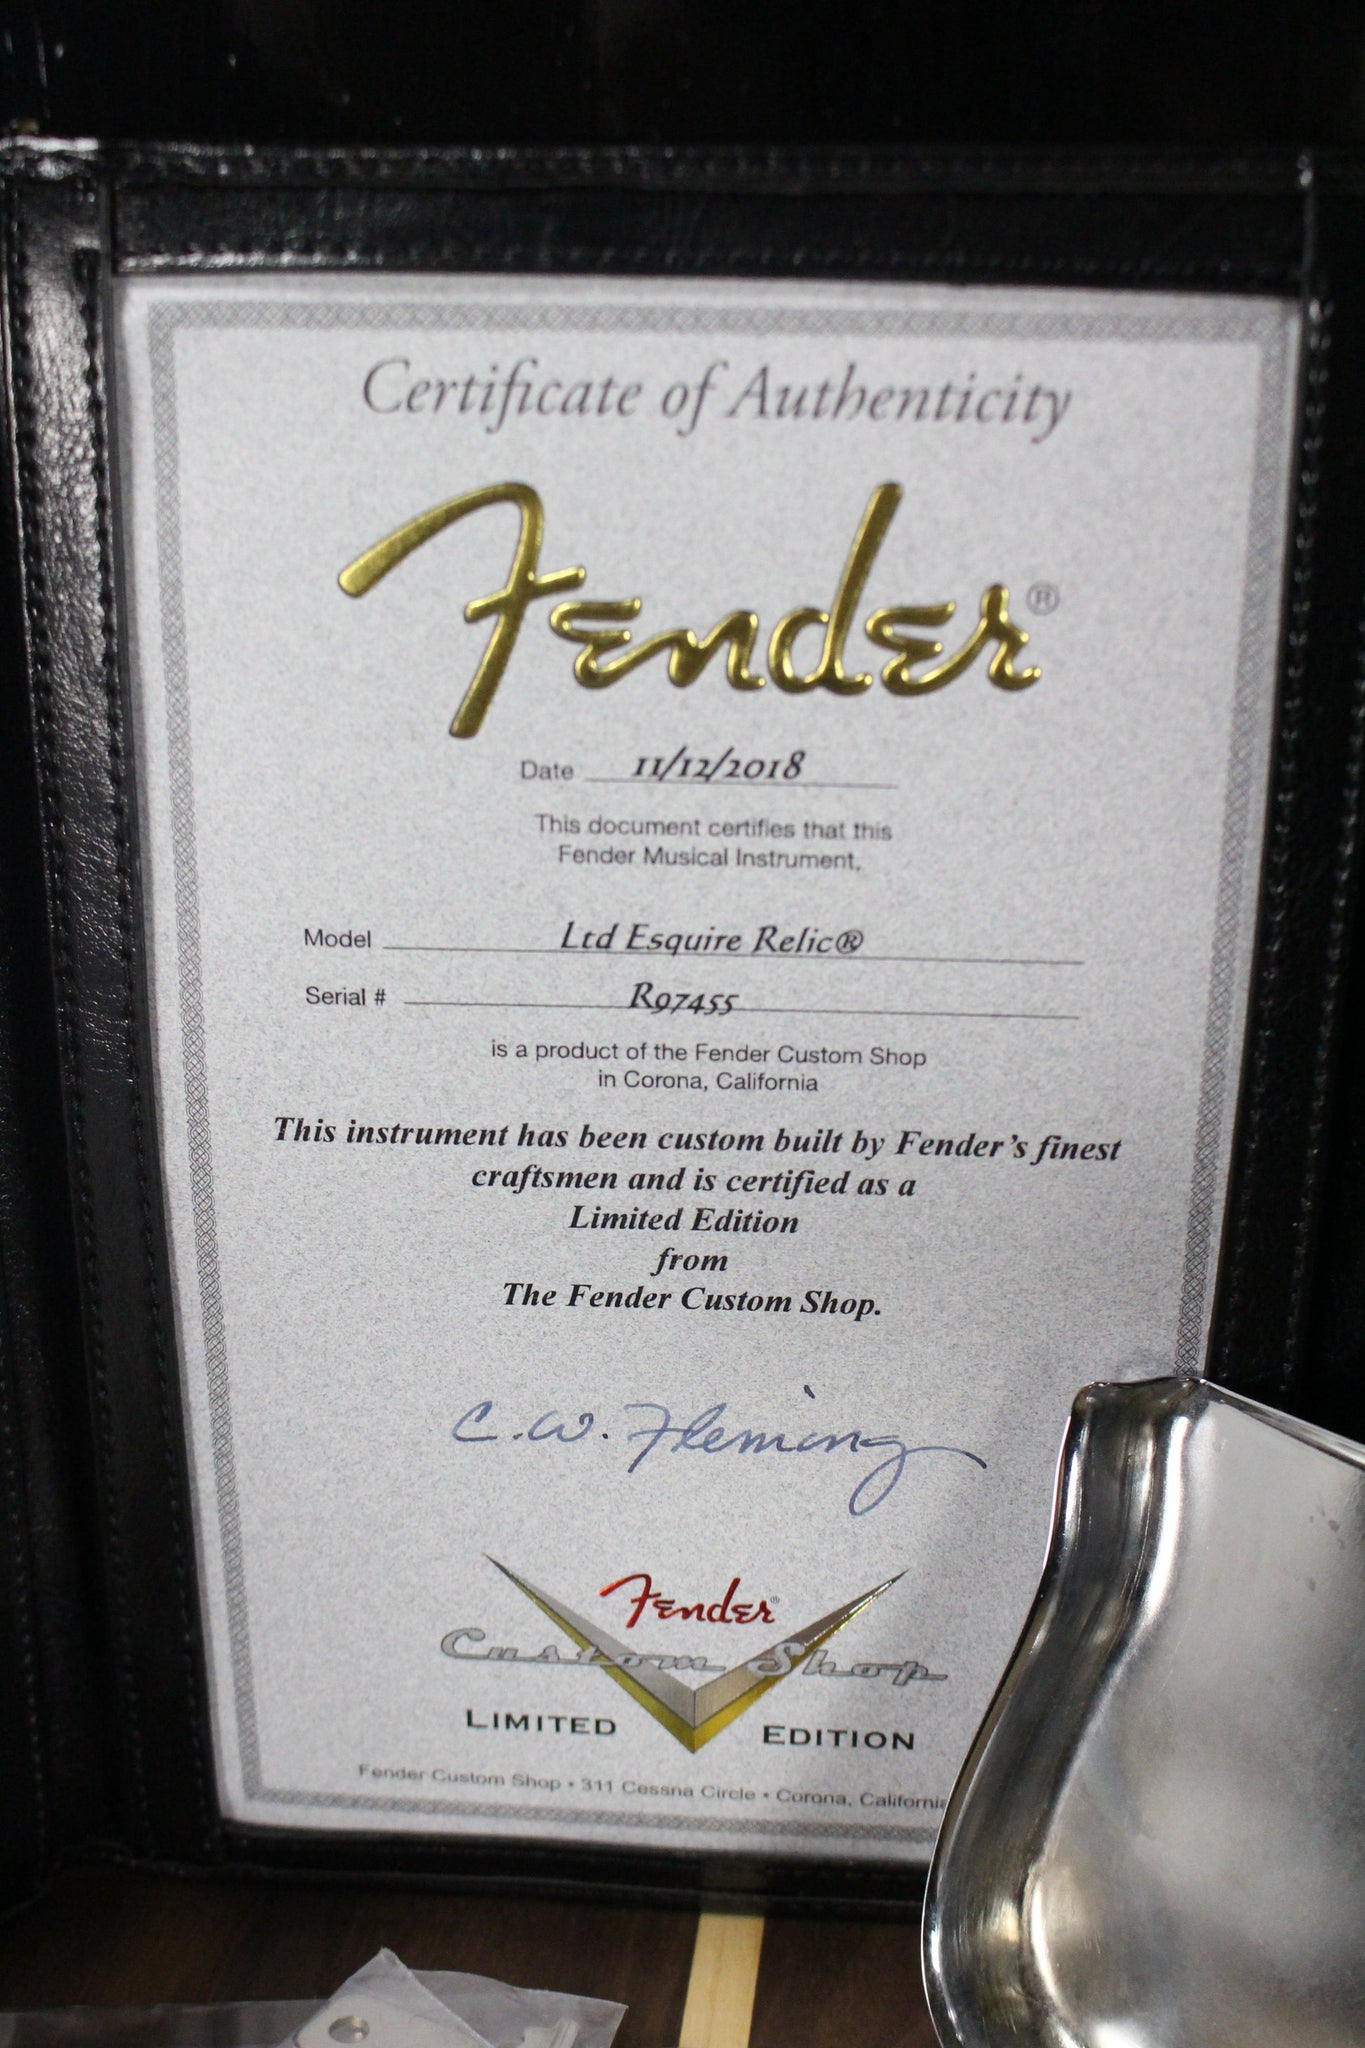 Certificate of Authenticity
Fender®
Date 11/12/2018
This document certifies that this
Fender Musical Instrument,
Model Ltd Esquire Relic®
Serial # R97455
is a product of the Fender Custom Shop
in Corona, California
This instrument has been custom built by Fender's finest
craftsmen and is certified as a
Limited Edition
from
The Fender Custom Shop.
C.W. Fleming
Fender®
Custom Shop
LIMITED EDITION
Fender Custom Shop • 311 Cessna Circle • Corona, California